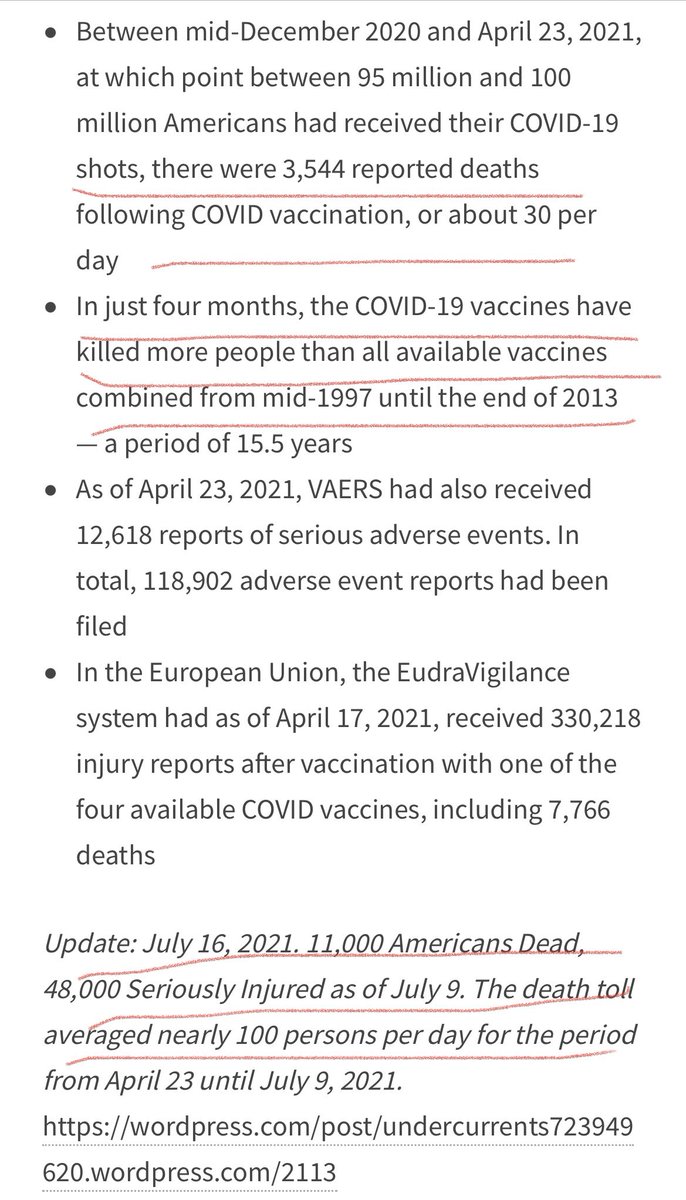 • Between mid-December 2020 and April 23, 2021,
at which point between 95 million and 100
million Americans had received their COVID-19
shots, there were 3,544 reported deaths
following COVID vaccination, or about 30 per
day
• In just four months, the COVID-19 vaccines have
killed more people than all available vaccines
combined from mid-1997 until the end of 2013
— a period of 15.5 years
• As of April 23, 2021, VAERS had also received
12,618 reports of serious adverse events. In
total, 118,902 adverse event reports had been
filed
• In the European Union, the EudraVigilance
system had as of April 17, 2021, received 330,218
injury reports after vaccination with one of the
four available COVID vaccines, including 7,766
deaths
Update: July 16, 2021. 11,000 Americans Dead,
48,000 Seriously Injured as of July 9. The death toll
averaged nearly 100 persons per day for the period
from April 23 until July 9, 2021.
https://wordpress.com/post/undercurrents723949
620.wordpress.com/2113